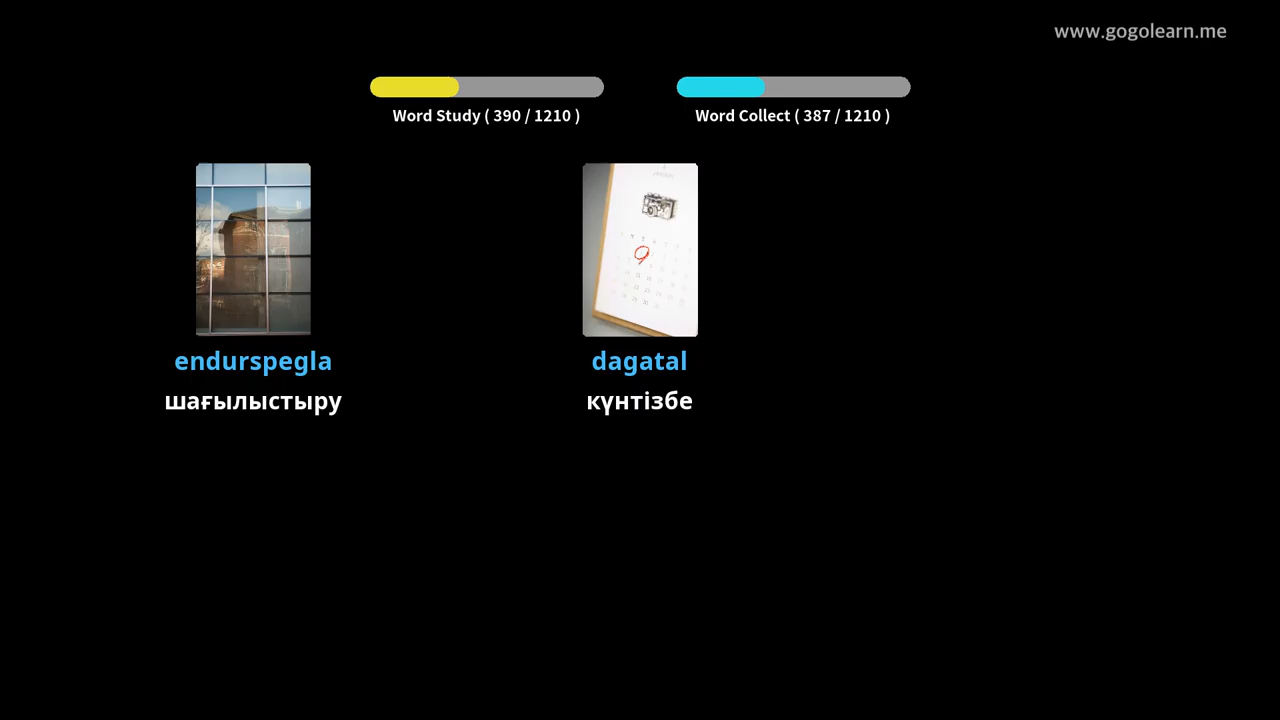 www.gogolearn.me
Word Study ( 390 / 1210 )
Word Collect ( 387 / 1210 )
endurspegla
dagatal
шағылыстыру
күнтізбе